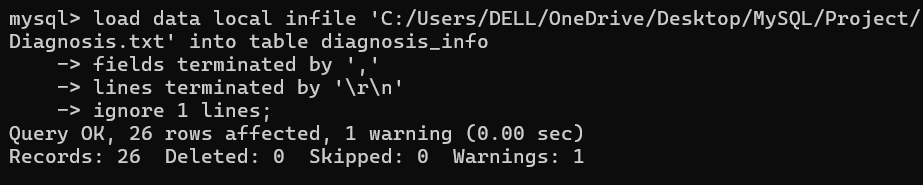 mysql> load data local infile 'C:/Users/DELL/OneDrive/Desktop/MySQL/Project/
Diagnosis.txt' into table diagnosis_info
    -> fields terminated by ','
    -> lines terminated by '\r\n'
    -> ignore 1 lines;
Query OK, 26 rows affected, 1 warning (0.00 sec)
Records: 26  Deleted: 0  Skipped: 0  Warnings: 1